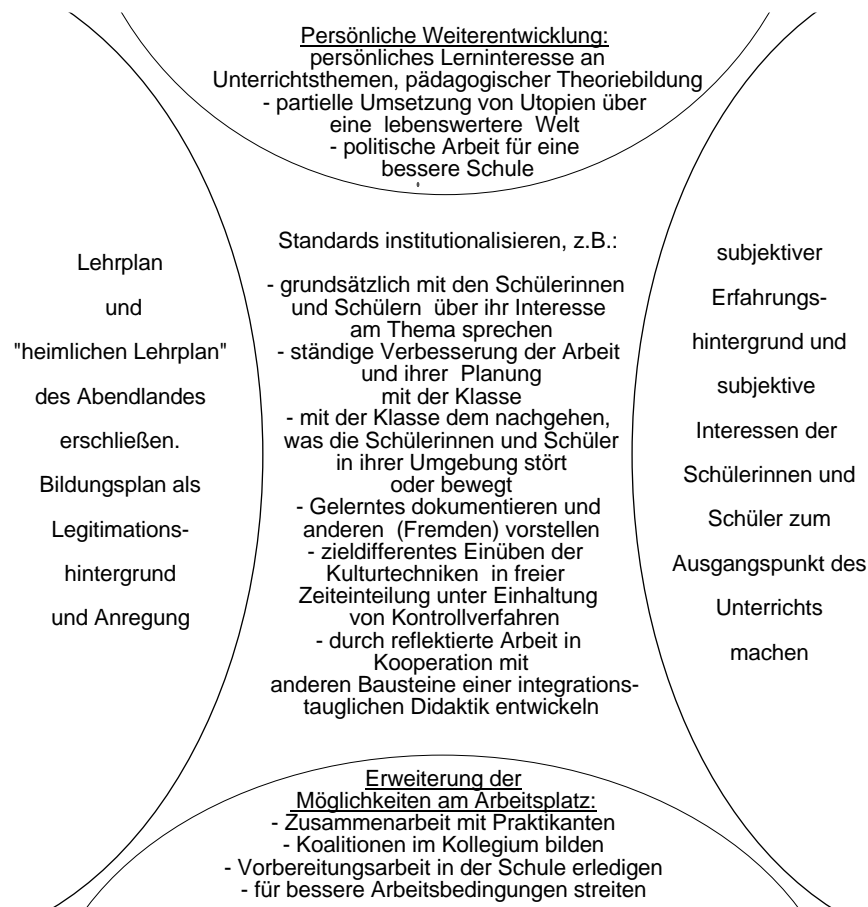 Persönliche Weiterentwicklung:
persönliches Lerninteresse an
Unterrichtsthemen, pädagogischer Theoriebildung
- partielle Umsetzung von Utopien über
eine lebenswertere Welt
- politische Arbeit für eine
bessere Schule
Lehrplan
und
"heimlichen Lehrplan"
des Abendlandes
erschließen.
Bildungsplan als
Legitimations-
hintergrund
und Anregung
Standards institutionalisieren, z.B.:
- grundsätzlich mit den Schülerinnen
und Schülern über ihr Interesse
am Thema sprechen
- ständige Verbesserung der Arbeit
und ihrer Planung
mit der Klasse
- mit der Klasse dem nachgehen,
was die Schülerinnen und Schüler
in ihrer Umgebung stört
oder bewegt
- Gelerntes dokumentieren und
anderen (Fremden) vorstellen
- zieldifferentes Einüben der
Kulturtechniken in freier
Zeiteinteilung unter Einhaltung
von Kontrollverfahren
- durch reflektierte Arbeit in
Kooperation mit
anderen Bausteine einer integrations-
tauglichen Didaktik entwickeln
subjektiver
Erfahrungs-
hintergrund und
subjektive
Interessen der
Schülerinnen und
Schüler zum
Ausgangspunkt des
Unterrichts
machen
Erweiterung der
Möglichkeiten am Arbeitsplatz:
- Zusammenarbeit mit Praktikanten
- Koalitionen im Kollegium bilden
- Vorbereitungsarbeit in der Schule erledigen
- für bessere Arbeitsbedingungen streiten